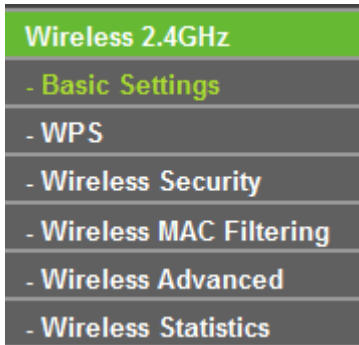 Wireless 2.4GHz
- Basic Settings
- WPS
- Wireless Security
- Wireless MAC Filtering
- Wireless Advanced
- Wireless Statistics